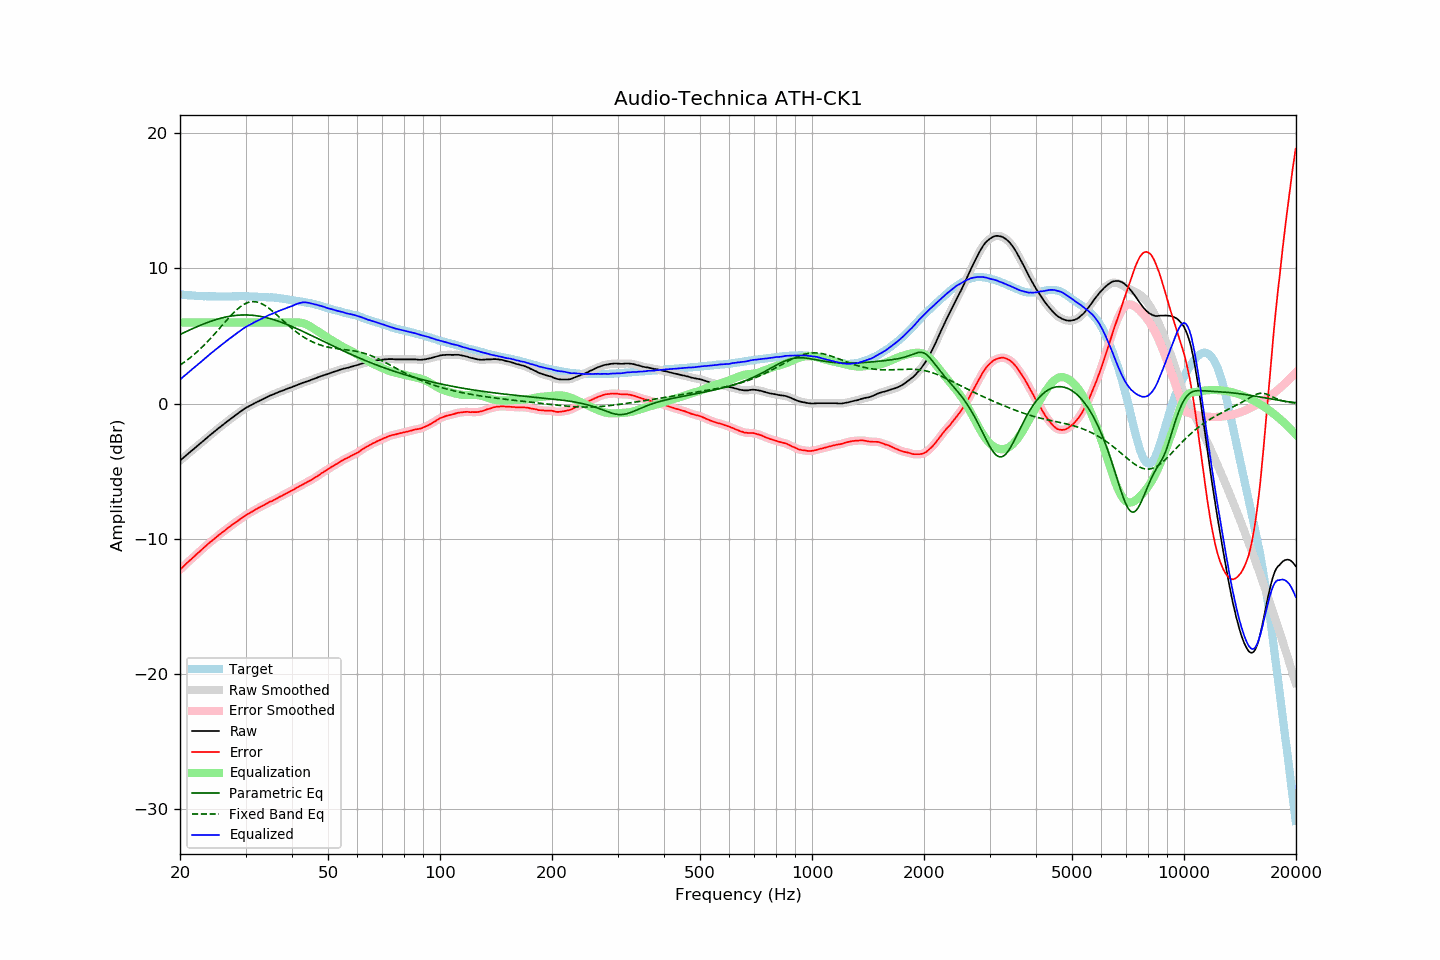 Audio-Technica ATH-CK1
Amplitude (dBr)
20
10
0
−10
−20
−30
Target
Raw Smoothed
Error Smoothed
Raw
Error
Equalization
Parametric Eq
Fixed Band Eq
Equalized
20 50 100 200 500 1000 2000 5000 10000 20000
Frequency (Hz)